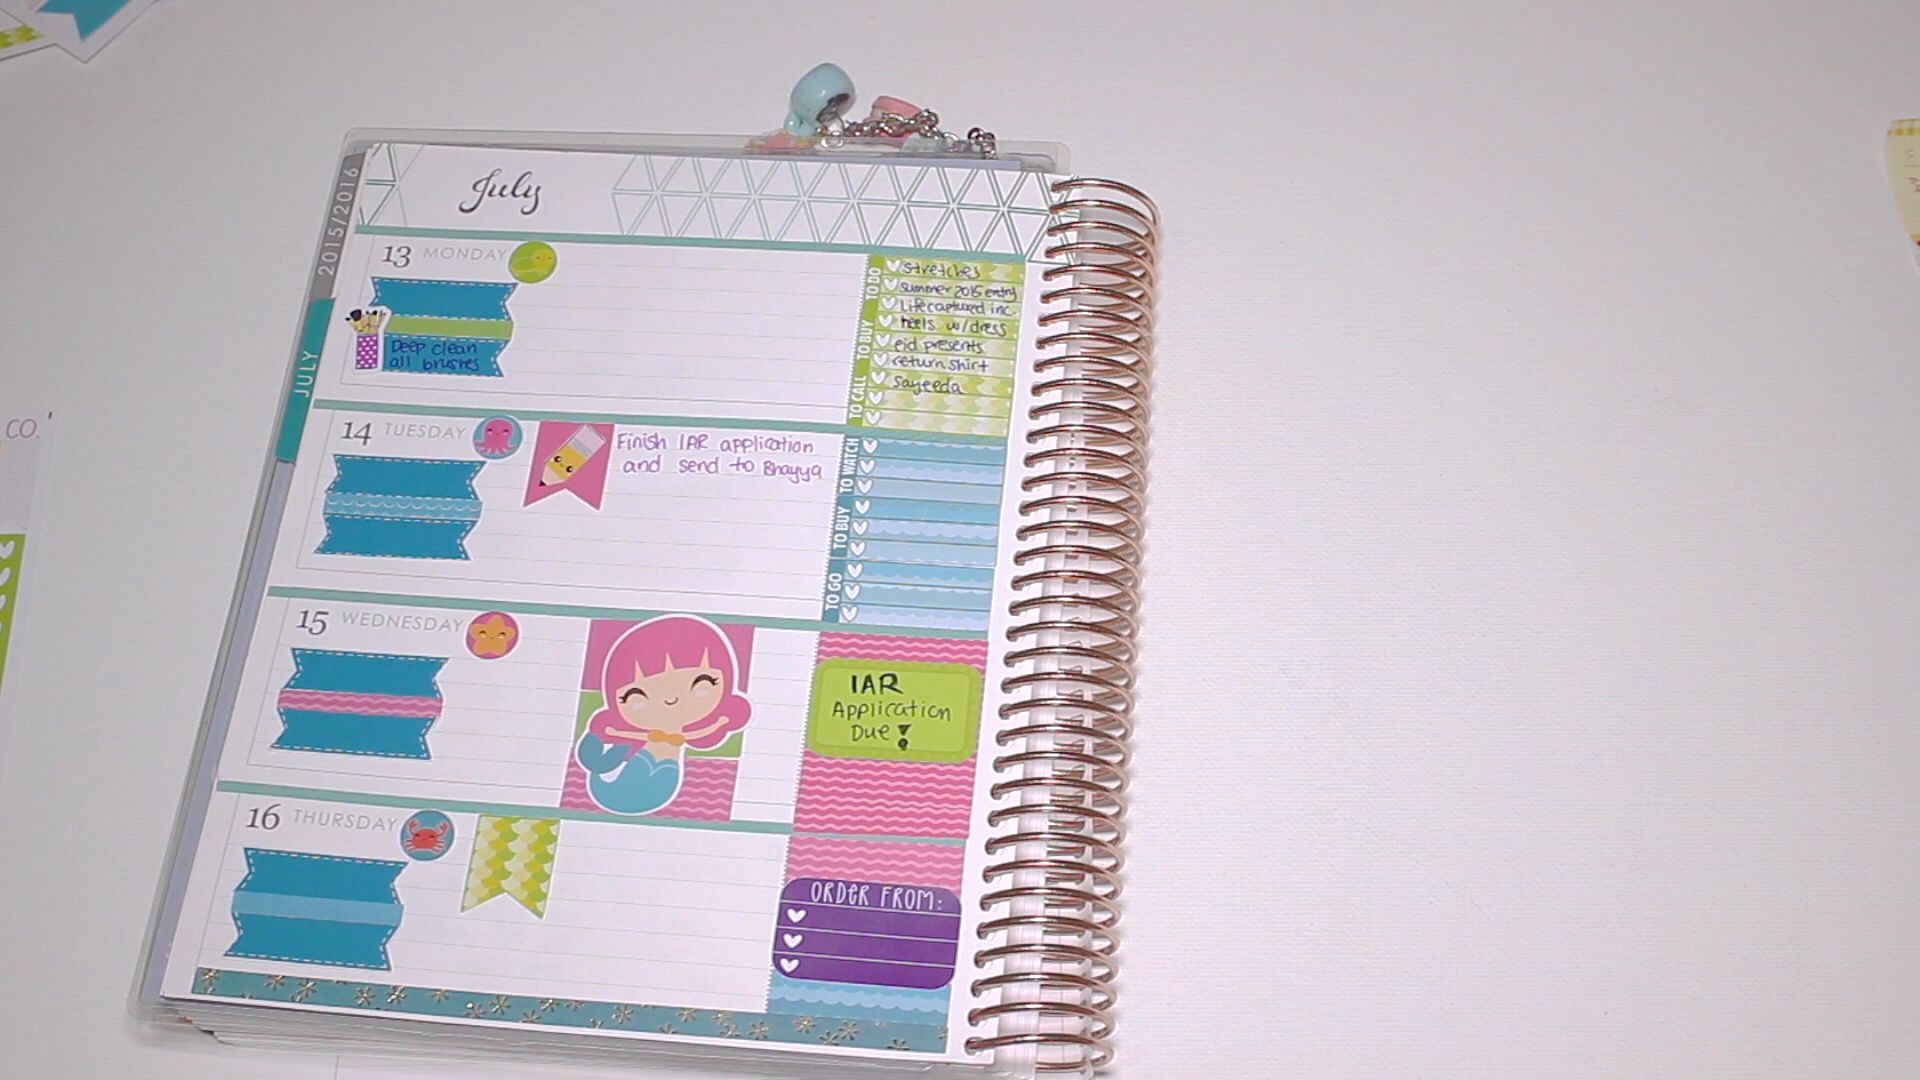 CO.
2015/2016
JULY
July
13 MONDAY
Deep clean
all brushes
TO DO
TO BUY
TO CALL
stretches
summer 2015 entry
Lifecaptured inc.
heels w/dress
eid presents
return shirt
Sayeeda
14 TUESDAY
Finish IAR application
and send to Bhayya
TO WATCH
TO BUY
TO GO
15 WEDNESDAY
IAR
Application
Due!
16 THURSDAY
ORDER FROM: